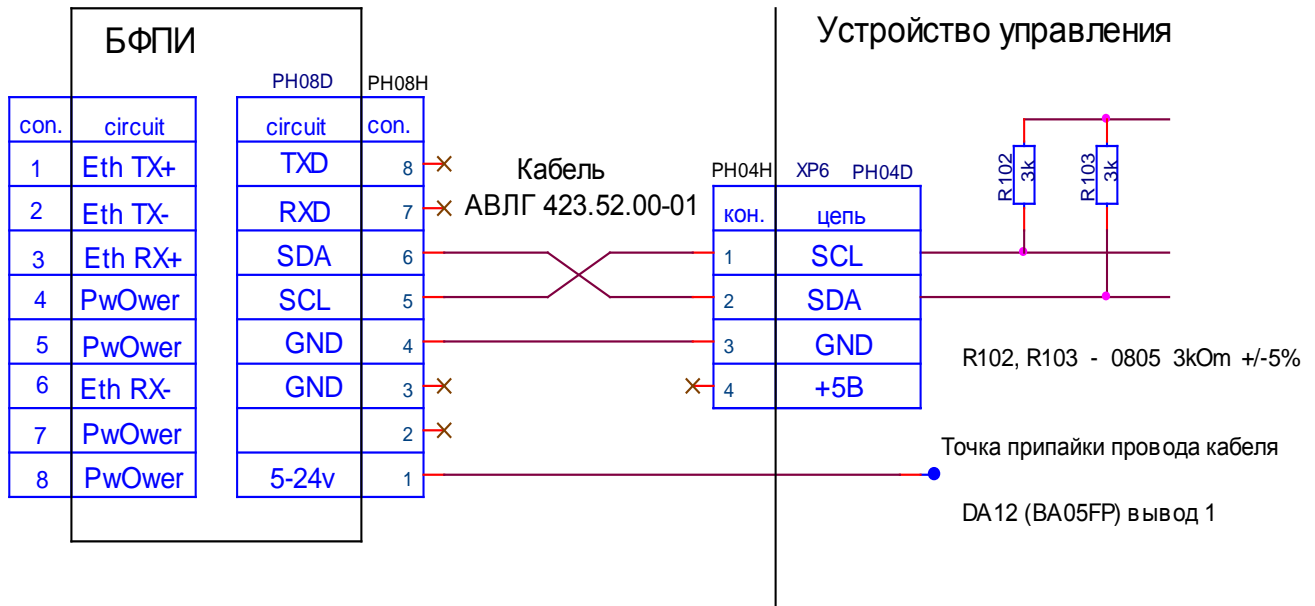 БФПИ
Устройство управления
PH08D PH08H
con. circuit circuit con.
1 Eth TX+ TXD 8
2 Eth TX- RXD 7
3 Eth RX+ SDA 6
4 PwOwer SCL 5
5 PwOwer GND 4
6 Eth RX- GND 3
7 PwOwer 2
8 PwOwer 5-24v 1
Кабель
АВЛГ 423.52.00-01
PH04H XP6 PH04D
кон. цепь
1 SCL
2 SDA
3 GND
4 +5В
R102
3k
R103
3k
R102, R103 - 0805 3kOm +/-5%
Точка припайки провода кабеля
DA12 (BA05FP) вывод 1